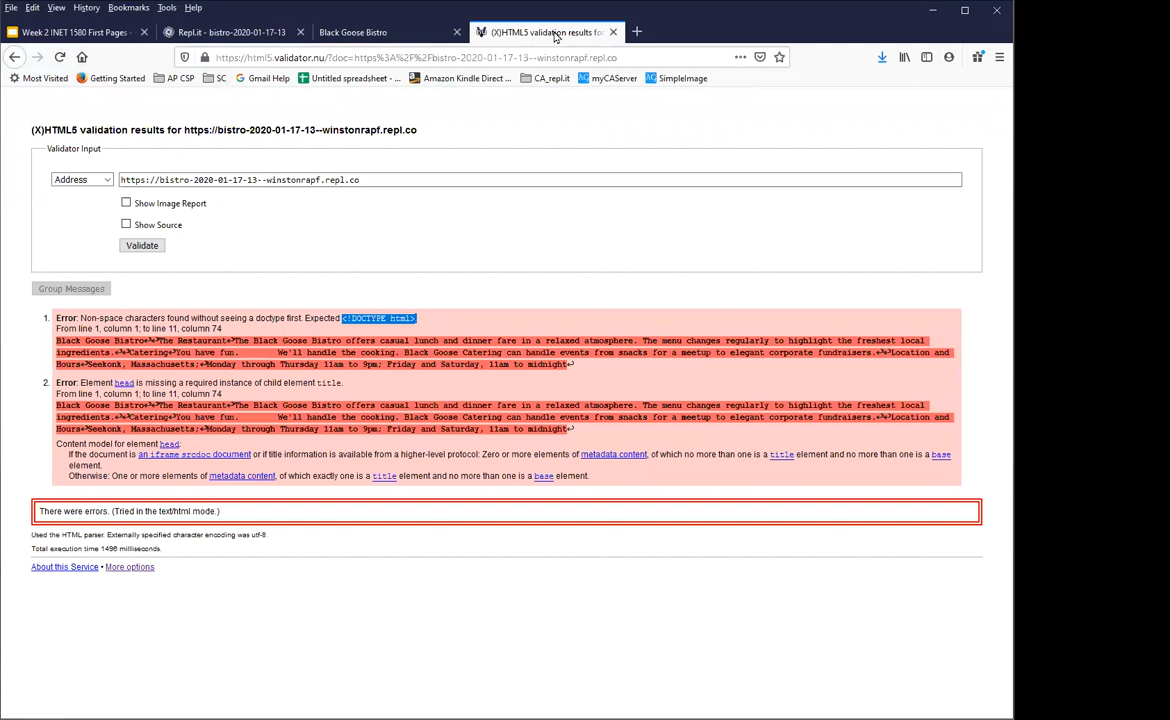 File Edit View History Bookmarks Tools Help
Week 2 INET 1580 First Pages -
Repl.it - bistro-2020-01-17-13
Black Goose Bistro
(X)HTML5 validation results for
https://html5.validator.nu/?doc=https%3A%2F%2Fbistro-2020-01-17-13--winstonrapf.repl.co
Most Visited Getting Started AP CSP SC Gmail Help Untitled spreadsheet - ... Amazon Kindle Direct ... CA_repl.it myCAServer SimpleImage
(X)HTML5 validation results for https://bistro-2020-01-17-13--winstonrapf.repl.co
Validator Input
Address https://bistro-2020-01-17-13--winstonrapf.repl.co
Show Image Report
Show Source
Validate
Group Messages
1. Error: Non-space characters found without seeing a doctype first. Expected <!DOCTYPE html>.
From line 1, column 1; to line 11, column 74
Black Goose Bistro↩↩The Restaurant↩The Black Goose Bistro offers casual lunch and dinner fare in a relaxed atmosphere. The menu changes regularly to highlight the freshest local
ingredients.↩↩Catering↩You have fun. We'll handle the cooking. Black Goose Catering can handle events from snacks for a meetup to elegant corporate fundraisers.↩↩Location and
Hours↩Seekonk, Massachusetts;↩Monday through Thursday 11am to 9pm; Friday and Saturday, 11am to midnight↩
2. Error: Element head is missing a required instance of child element title.
From line 1, column 1; to line 11, column 74
Black Goose Bistro↩↩The Restaurant↩The Black Goose Bistro offers casual lunch and dinner fare in a relaxed atmosphere. The menu changes regularly to highlight the freshest local
ingredients.↩↩Catering↩You have fun. We'll handle the cooking. Black Goose Catering can handle events from snacks for a meetup to elegant corporate fundraisers.↩↩Location and
Hours↩Seekonk, Massachusetts;↩Monday through Thursday 11am to 9pm; Friday and Saturday, 11am to midnight↩
Content model for element head:
If the document is an iframe srcdoc document or if title information is available from a higher-level protocol: Zero or more elements of metadata content, of which no more than one is a title element and no more than one is a base
element.
Otherwise: One or more elements of metadata content, of which exactly one is a title element and no more than one is a base element.
There were errors. (Tried in the text/html mode.)
Used the HTML parser. Externally specified character encoding was utf-8.
Total execution time 1496 milliseconds.
About this Service • More options